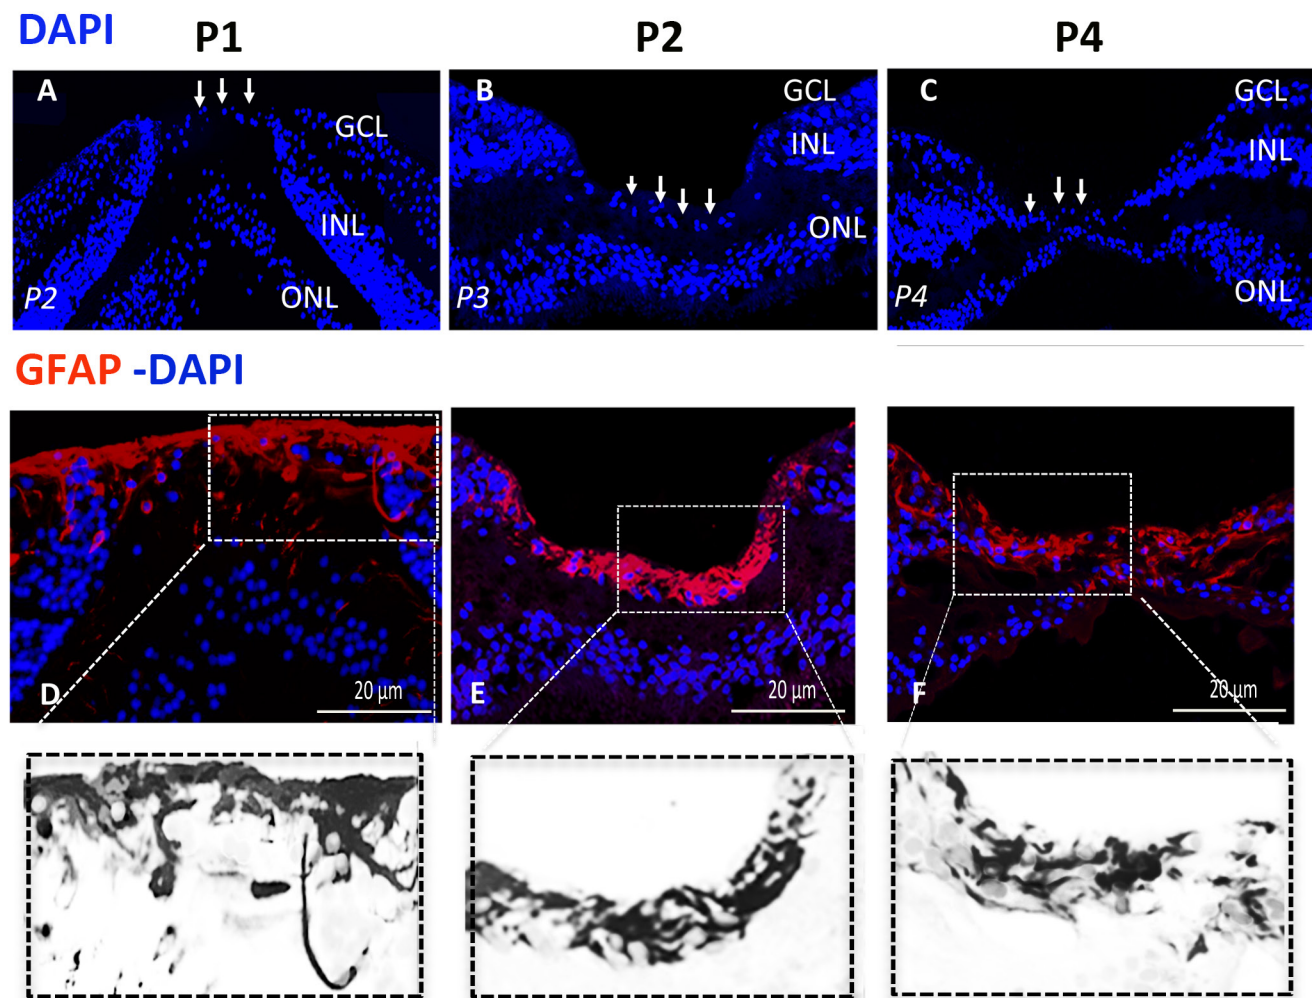 DAPI P1 P2 P4
A GCL INL ONL P2
B GCL INL ONL P3
C GCL INL ONL P4
GFAP -DAPI
D 20 µm
E 20 µm
F 20 µm